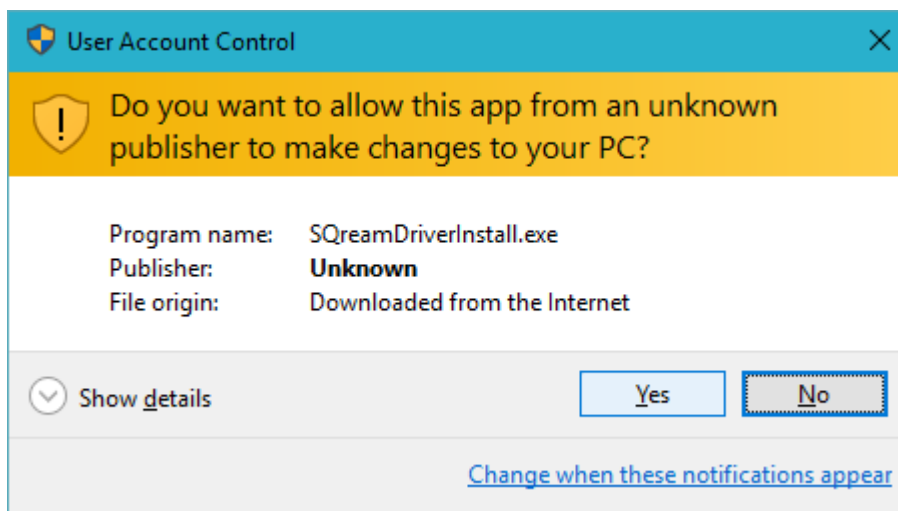 User Account Control
Do you want to allow this app from an unknown
publisher to make changes to your PC?
Program name: SQreamDriverInstall.exe
Publisher: Unknown
File origin: Downloaded from the Internet
Show details
Yes
No
Change when these notifications appear